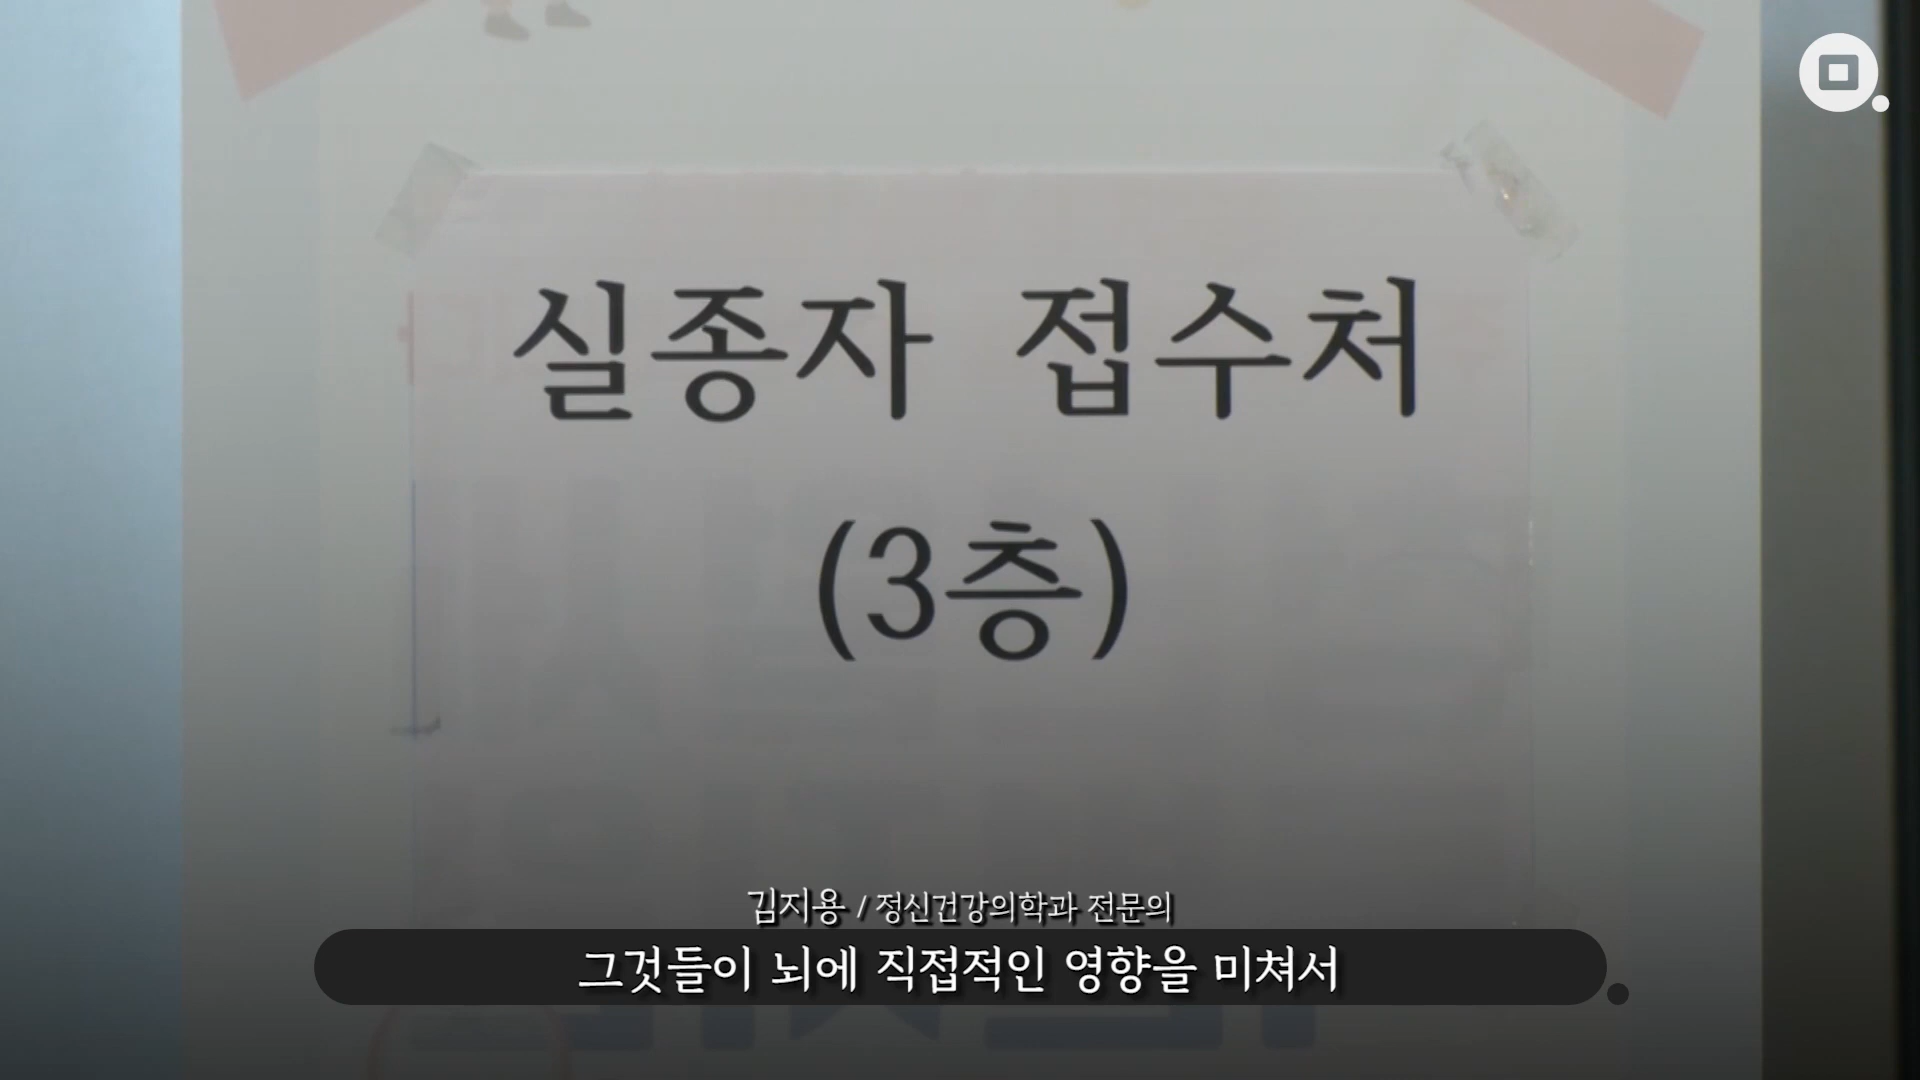 실종자 접수처
(3층)
김지용 / 정신건강의학과 전문의
그것들이 뇌에 직접적인 영향을 미쳐서